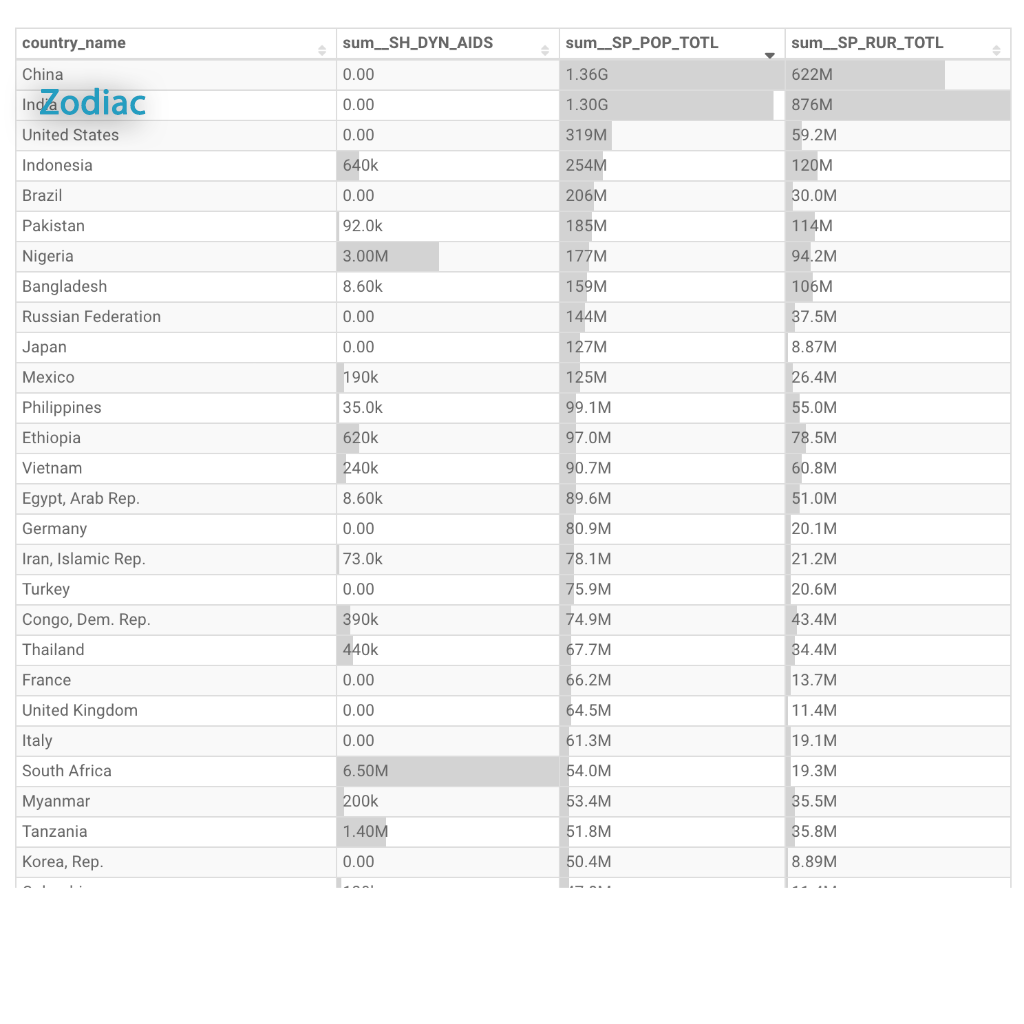 country_name sum__SH_DYN_AIDS sum__SP_POP_TOTL sum__SP_RUR_TOTL
China 0.00 1.36G 622M
Zodiac
India 0.00 1.30G 876M
United States 0.00 319M 59.2M
Indonesia 640k 254M 120M
Brazil 0.00 206M 30.0M
Pakistan 92.0k 185M 114M
Nigeria 3.00M 177M 94.2M
Bangladesh 8.60k 159M 106M
Russian Federation 0.00 144M 37.5M
Japan 0.00 127M 8.87M
Mexico 190k 125M 26.4M
Philippines 35.0k 99.1M 55.0M
Ethiopia 620k 97.0M 78.5M
Vietnam 240k 90.7M 60.8M
Egypt, Arab Rep. 8.60k 89.6M 51.0M
Germany 0.00 80.9M 20.1M
Iran, Islamic Rep. 73.0k 78.1M 21.2M
Turkey 0.00 75.9M 20.6M
Congo, Dem. Rep. 390k 74.9M 43.4M
Thailand 440k 67.7M 34.4M
France 0.00 66.2M 13.7M
United Kingdom 0.00 64.5M 11.4M
Italy 0.00 61.3M 19.1M
South Africa 6.50M 54.0M 19.3M
Myanmar 200k 53.4M 35.5M
Tanzania 1.40M 51.8M 35.8M
Korea, Rep. 0.00 50.4M 8.89M